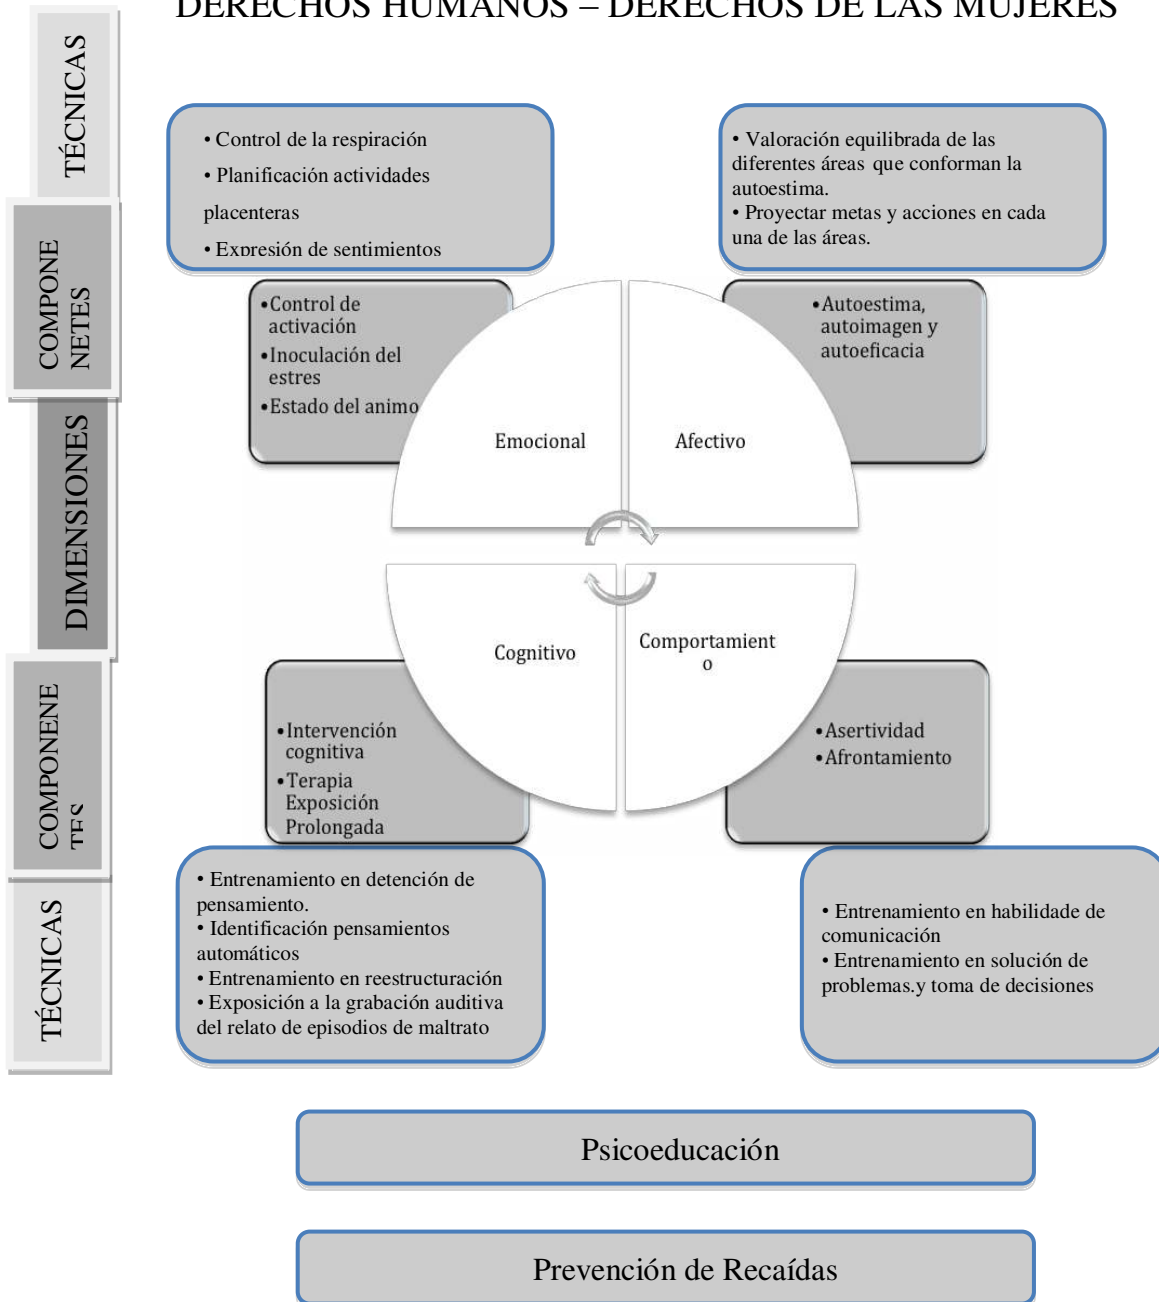 DERECHOS HUMANOS – DERECHOS DE LAS MUJERES
TÉCNICAS
COMPONE
NETES
DIMENSIONES
COMPONENE
TES
TÉCNICAS
• Control de la respiración
• Planificación actividades
placenteras
• Expresión de sentimientos
• Valoración equilibrada de las
diferentes áreas que conforman la
autoestima.
• Proyectar metas y acciones en cada
una de las áreas.
•Control de
activación
•Inoculación del
estres
•Estado del animo
•Autoestima,
autoimagen y
autoeficacia
Emocional
Afectivo
Cognitivo
Comportamient
o
•Intervención
cognitiva
•Terapia
Exposición
Prolongada
•Asertividad
•Afrontamiento
• Entrenamiento en detención de
pensamiento.
• Identificación pensamientos
automáticos
• Entrenamiento en reestructuración
• Exposición a la grabación auditiva
del relato de episodios de maltrato
• Entrenamiento en habilidade de
comunicación
• Entrenamiento en solución de
problemas.y toma de decisiones
Psicoeducación
Prevención de Recaídas